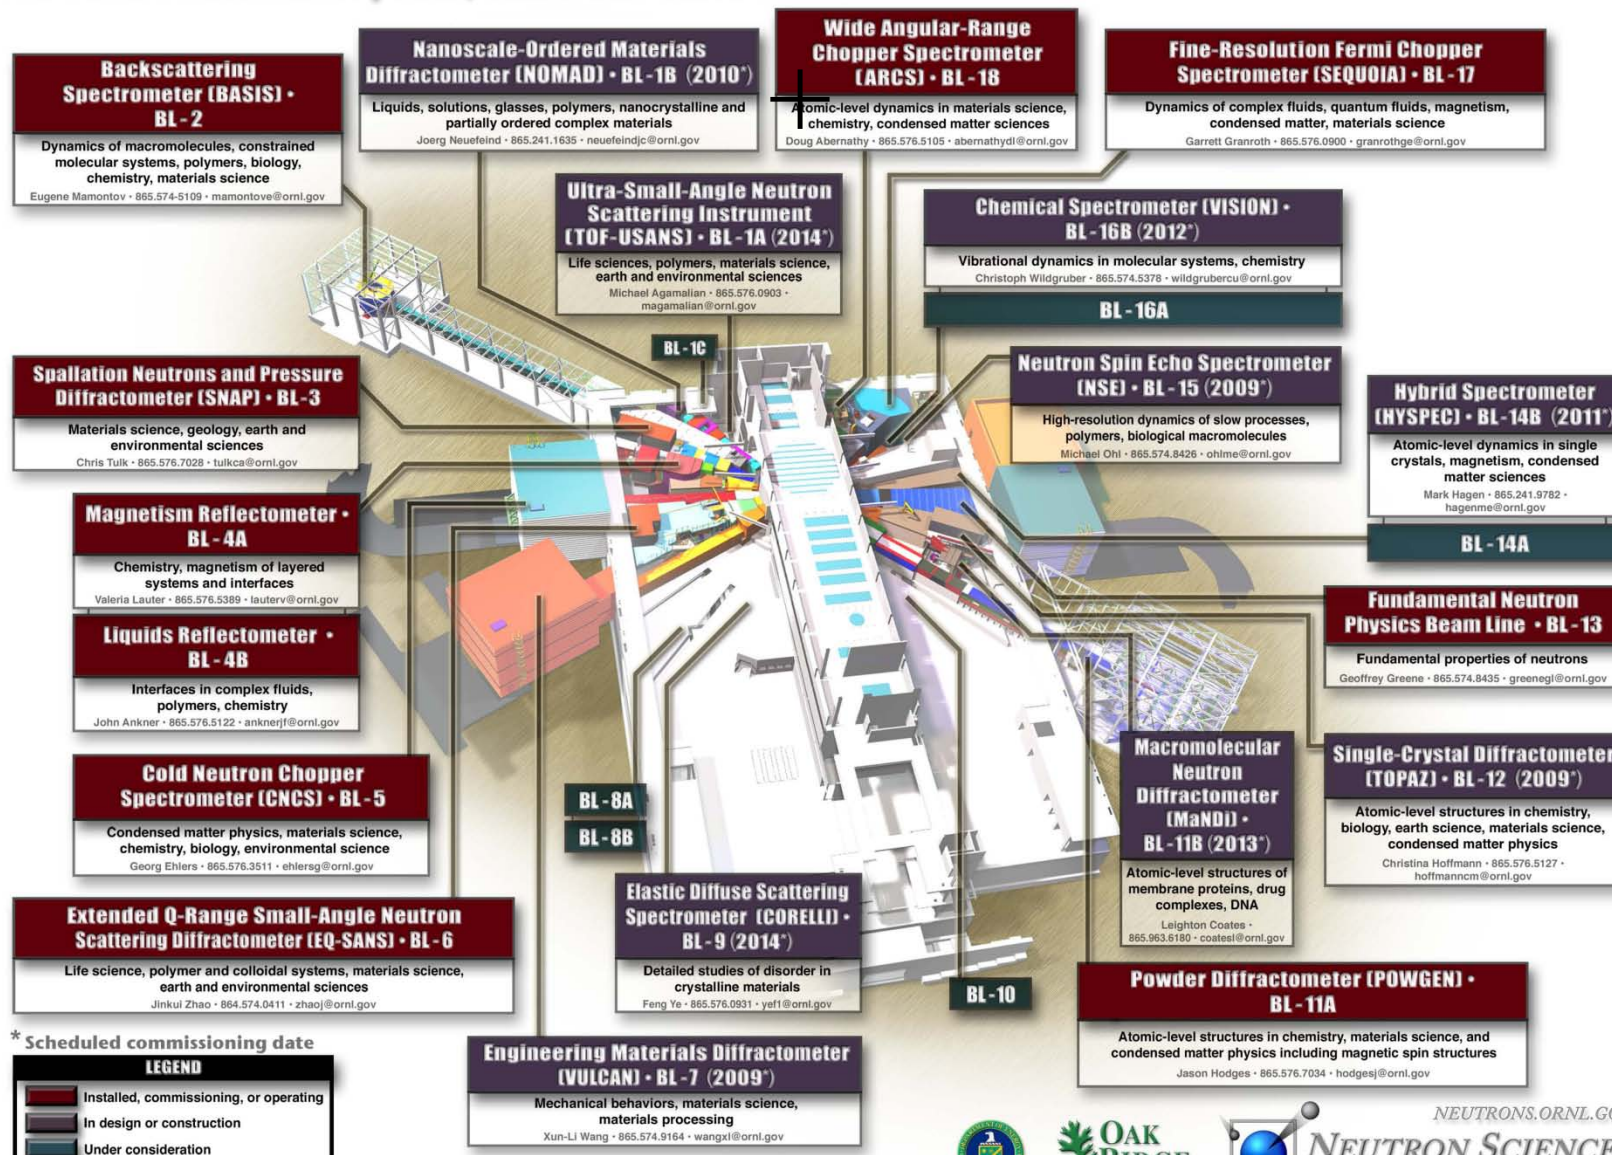 Backscattering
Spectrometer (BASIS) •
BL-2
Dynamics of macromolecules, constrained
molecular systems, polymers, biology,
chemistry, materials science
Eugene Mamontov • 865.574-5109 • mamontove@ornl.gov
Nanoscale-Ordered Materials
Diffractometer (NOMAD) • BL-1B (2010*)
Liquids, solutions, glasses, polymers, nanocrystalline and
partially ordered complex materials
Joerg Neuefeind • 865.241.1635 • neuefeindjc@ornl.gov
Wide Angular-Range
Chopper Spectrometer
(ARCS) • BL-18
Atomic-level dynamics in materials science,
chemistry, condensed matter sciences
Doug Abernathy • 865.576.5105 • abernathydl@ornl.gov
Fine-Resolution Fermi Chopper
Spectrometer (SEQUOIA) • BL-17
Dynamics of complex fluids, quantum fluids, magnetism,
condensed matter, materials science
Garrett Granroth • 865.576.0900 • granrothge@ornl.gov
Ultra-Small-Angle Neutron
Scattering Instrument
(TOF-USANS) • BL-1A (2014*)
Life sciences, polymers, materials science,
earth and environmental sciences
Michael Agamalian • 865.576.0903 •
magamalian@ornl.gov
Chemical Spectrometer (VISION) •
BL-16B (2012*)
Vibrational dynamics in molecular systems, chemistry
Christoph Wildgruber • 865.574.5378 • wildgrubercu@ornl.gov
BL-16A
BL-1C
Spallation Neutrons and Pressure
Diffractometer (SNAP) • BL-3
Materials science, geology, earth and
environmental sciences
Chris Tulk • 865.576.7028 • tulkca@ornl.gov
Neutron Spin Echo Spectrometer
(NSE) • BL-15 (2009*)
High-resolution dynamics of slow processes,
polymers, biological macromolecules
Michael Ohl • 865.574.8426 • ohlme@ornl.gov
Hybrid Spectrometer
(HYSPEC) • BL-14B (2011*)
Atomic-level dynamics in single
crystals, magnetism, condensed
matter sciences
Mark Hagen • 865.241.9782 •
hagenme@ornl.gov
BL-14A
Magnetism Reflectometer •
BL-4A
Chemistry, magnetism of layered
systems and interfaces
Valeria Lauter • 865.576.5389 • lauterv@ornl.gov
Liquids Reflectometer •
BL-4B
Interfaces in complex fluids,
polymers, chemistry
John Ankner • 865.576.5122 • anknerjf@ornl.gov
Fundamental Neutron
Physics Beam Line • BL-13
Fundamental properties of neutrons
Geoffrey Greene • 865.574.8435 • greenegl@ornl.gov
Cold Neutron Chopper
Spectrometer (CNCS) • BL-5
Condensed matter physics, materials science,
chemistry, biology, environmental science
Georg Ehlers • 865.576.3511 • ehlersg@ornl.gov
BL-8A
BL-8B
Macromolecular
Neutron
Diffractometer
(MaNDi) •
BL-11B (2013*)
Atomic-level structures of
membrane proteins, drug
complexes, DNA
Leighton Coates •
865.963.6180 • coatesl@ornl.gov
Single-Crystal Diffractometer
(TOPAZ) • BL-12 (2009*)
Atomic-level structures in chemistry,
biology, earth science, materials science,
condensed matter physics
Christina Hoffmann • 865.576.5127 •
hoffmanncm@ornl.gov
Extended Q-Range Small-Angle Neutron
Scattering Diffractometer (EQ-SANS) • BL-6
Life science, polymer and colloidal systems, materials science,
earth and environmental sciences
Jinkui Zhao • 864.574.0411 • zhaoj@ornl.gov
Elastic Diffuse Scattering
Spectrometer (CORELLI) •
BL-9 (2014*)
Detailed studies of disorder in
crystalline materials
Feng Ye • 865.576.0931 • yef1@ornl.gov
BL-10
Powder Diffractometer (POWGEN) •
BL-11A
Atomic-level structures in chemistry, materials science, and
condensed matter physics including magnetic spin structures
Jason Hodges • 865.576.7034 • hodgesj@ornl.gov
* Scheduled commissioning date
LEGEND
Installed, commissioning, or operating
In design or construction
Under consideration
Engineering Materials Diffractometer
(VULCAN) • BL-7 (2009*)
Mechanical behaviors, materials science,
materials processing
Xun-Li Wang • 865.574.9164 • wangxl@ornl.gov
OAK
NEUTRONS.ORNL.GO
NEUTRON SCIENCE